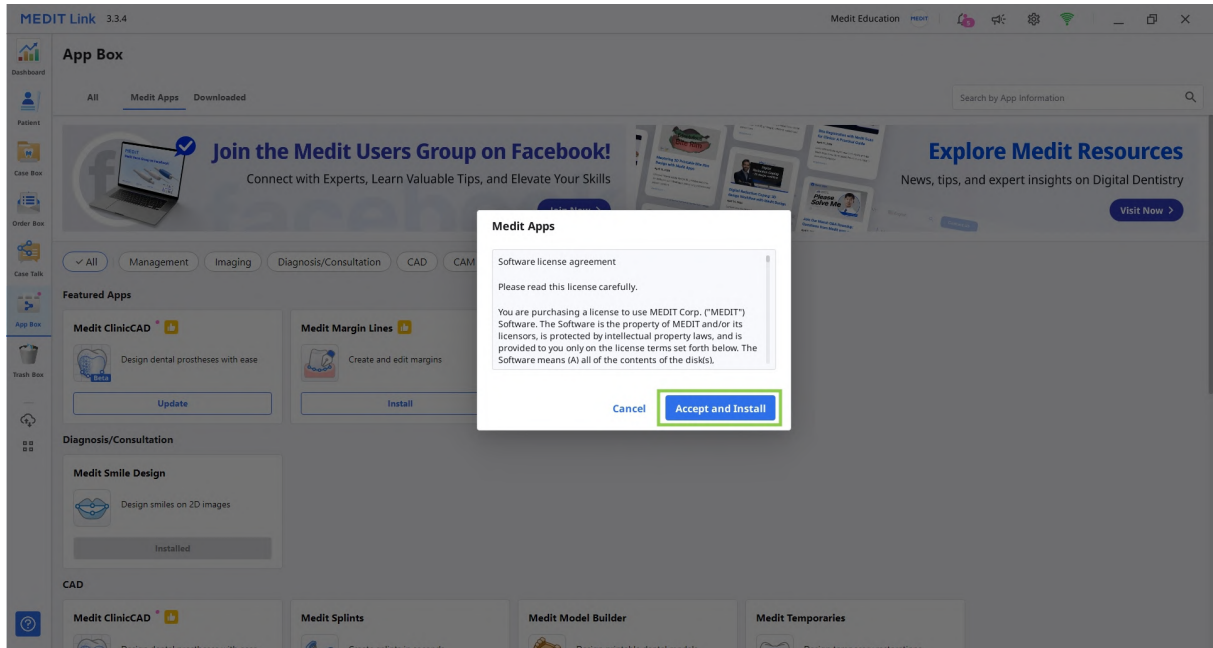 MEDIT Link 3.3.4
Medit Education MEDIT
Dashboard
Patient
Case Box
Order Box
Case Talk
App Box
Trash Box
App Box
All Medit Apps Downloaded
Search by App Information
Join the Medit Users Group on Facebook!
Connect with Experts, Learn Valuable Tips, and Elevate Your Skills
Join Now >
Please
Solve Me
Explore Medit Resources
News, tips, and expert insights on Digital Dentistry
Visit Now >
All Management Imaging Diagnosis/Consultation CAD CAM
Featured Apps
Medit ClinicCAD *
Design dental prostheses with ease
Beta
Update
Medit Margin Lines
Create and edit margins
Install
Medit Apps
Software license agreement
Please read this license carefully.
You are purchasing a license to use MEDIT Corp. ("MEDIT")
Software. The Software is the property of MEDIT and/or its
licensors, is protected by intellectual property laws, and is
provided to you only on the license terms set forth below. The
Software means (A) all of the contents of the disk(s),
Cancel Accept and Install
Diagnosis/Consultation
Medit Smile Design
Design smiles on 2D images
Installed
CAD
Medit ClinicCAD *
Medit Splints
Medit Model Builder
Medit Temporaries